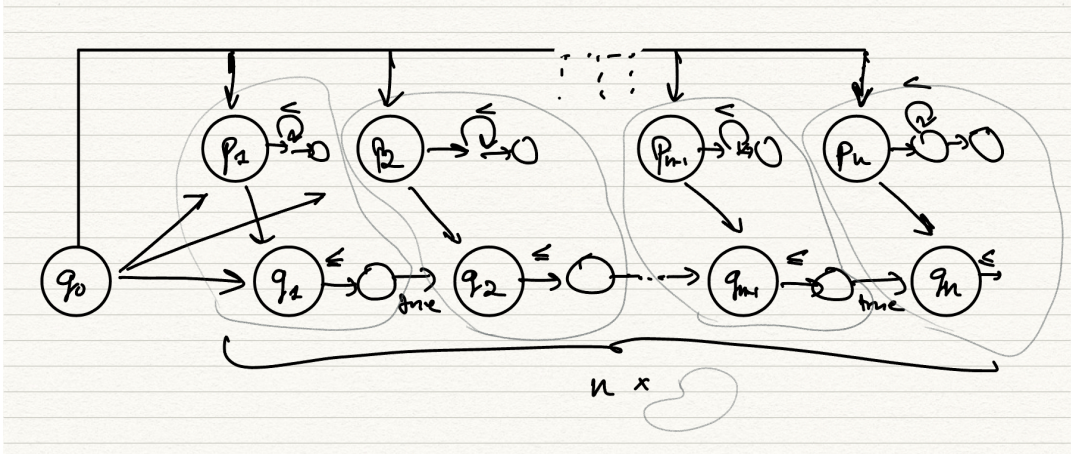 < < < <
p1 p2 pn-1 pn
≤ ≤ ≤ ≤
q0 q1 q2 qn-1 qn
true true
n ×